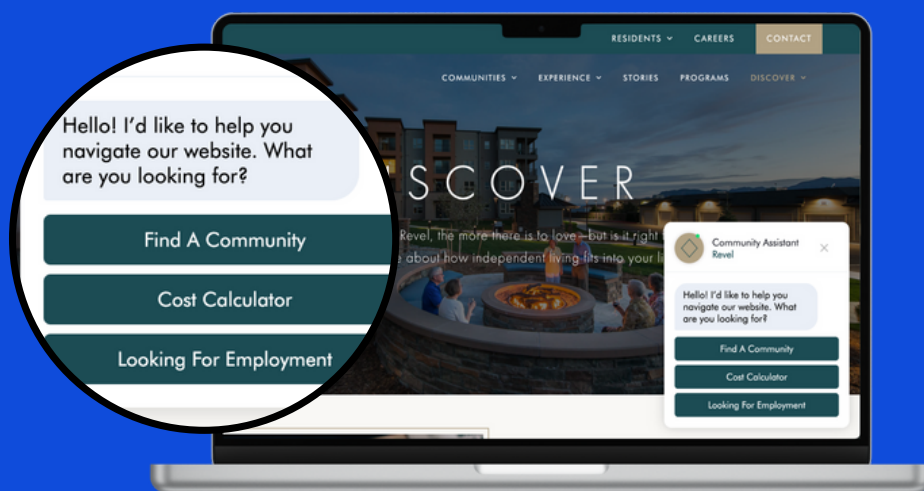 RESIDENTS CAREERS CONTACT
COMMUNITIES EXPERIENCE STORIES PROGRAMS DISCOVER
Hello! I'd like to help you
navigate our website. What
are you looking for?
Find A Community
Cost Calculator
Looking For Employment
SCOVER
Revel, the more there is to love—but is it right
about how independent living fits into your
Community Assistant
Revel
Hello! I'd like to help you
navigate our website. What
are you looking for?
Find A Community
Cost Calculator
Looking For Employment